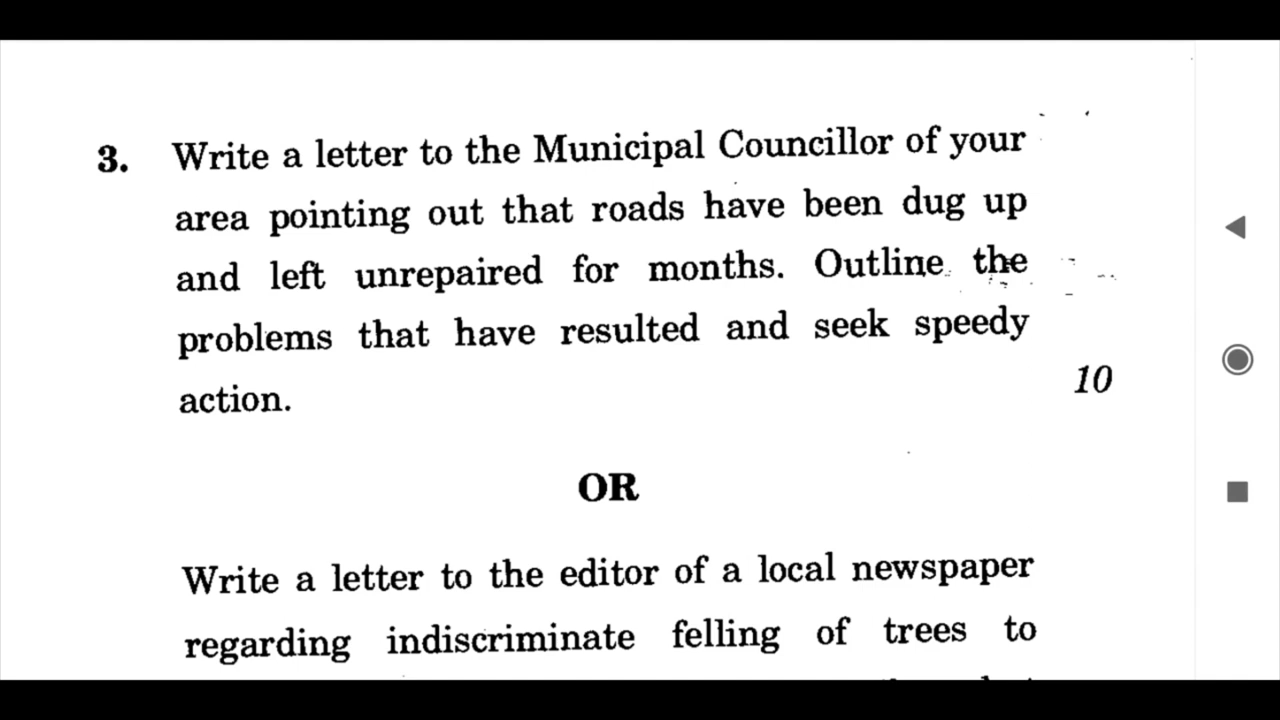 3. Write a letter to the Municipal Councillor of your
area pointing out that roads have been dug up
and left unrepaired for months. Outline the
problems that have resulted and seek speedy
action. 10
OR
Write a letter to the editor of a local newspaper
regarding indiscriminate felling of trees to